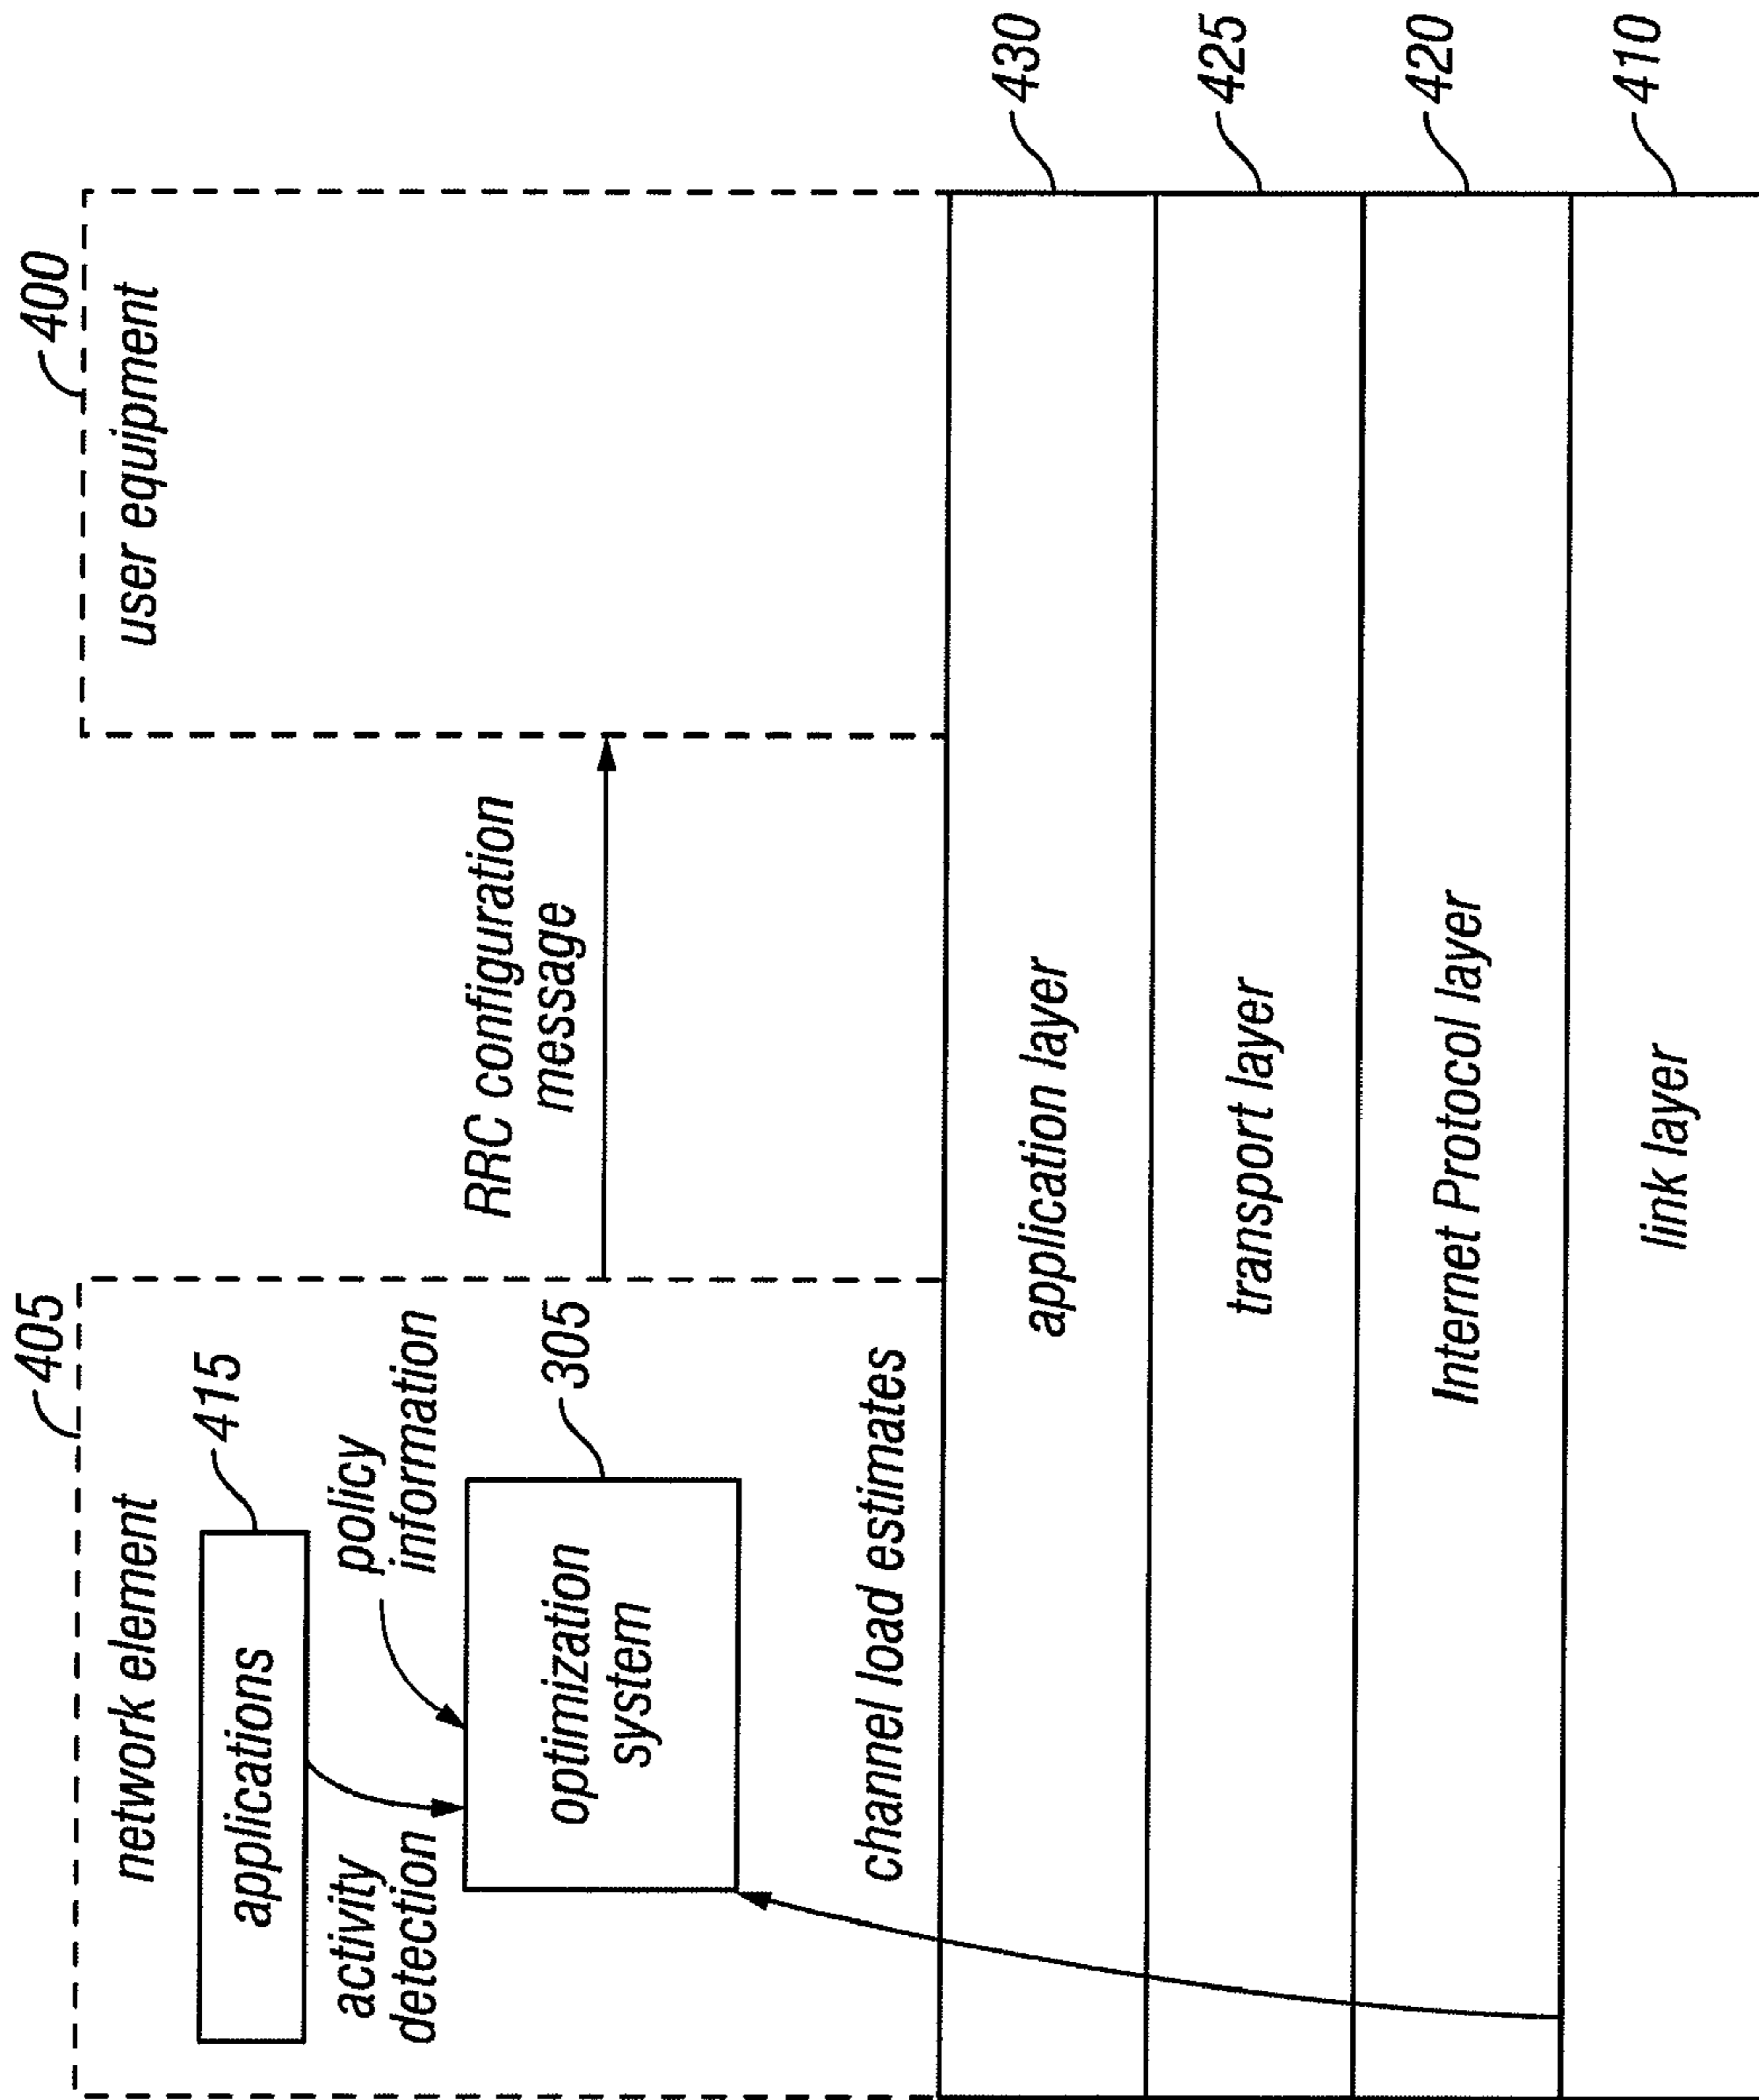 405
400
network element
user equipment
applications
415
activity
detection
policy
information
optimization
system
305
RRC configuration
message
channel load estimates
application layer
430
transport layer
425
Internet Protocol layer
420
link layer
410